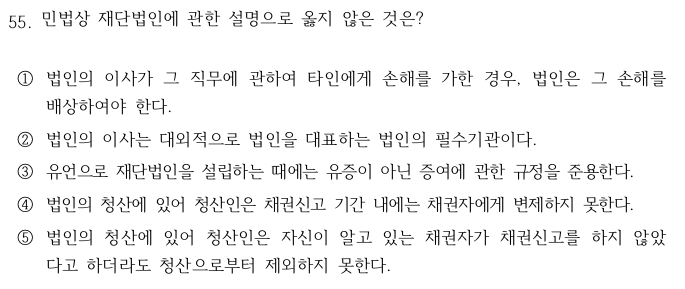 55. 민법상 재단법인에 관한 설명으로 옳지 않은 것은?
① 법인의 이사가 그 직무에 관하여 타인에게 손해를 가한 경우, 법인은 그 손해를
배상하여야 한다.
② 법인의 이사는 대외적으로 법인을 대표하는 법인의 필수기관이다.
③ 유언으로 재단법인을 설립하는 때에는 유증이 아닌 증여에 관한 규정을 준용한다.
④ 법인의 청산에 있어 청산인은 채권신고 기간 내에는 채권자에게 변제하지 못한다.
⑤ 법인의 청산에 있어 청산인은 자신이 알고 있는 채권자가 채권신고를 하지 않았
다고 하더라도 청산으로부터 제외하지 못한다.